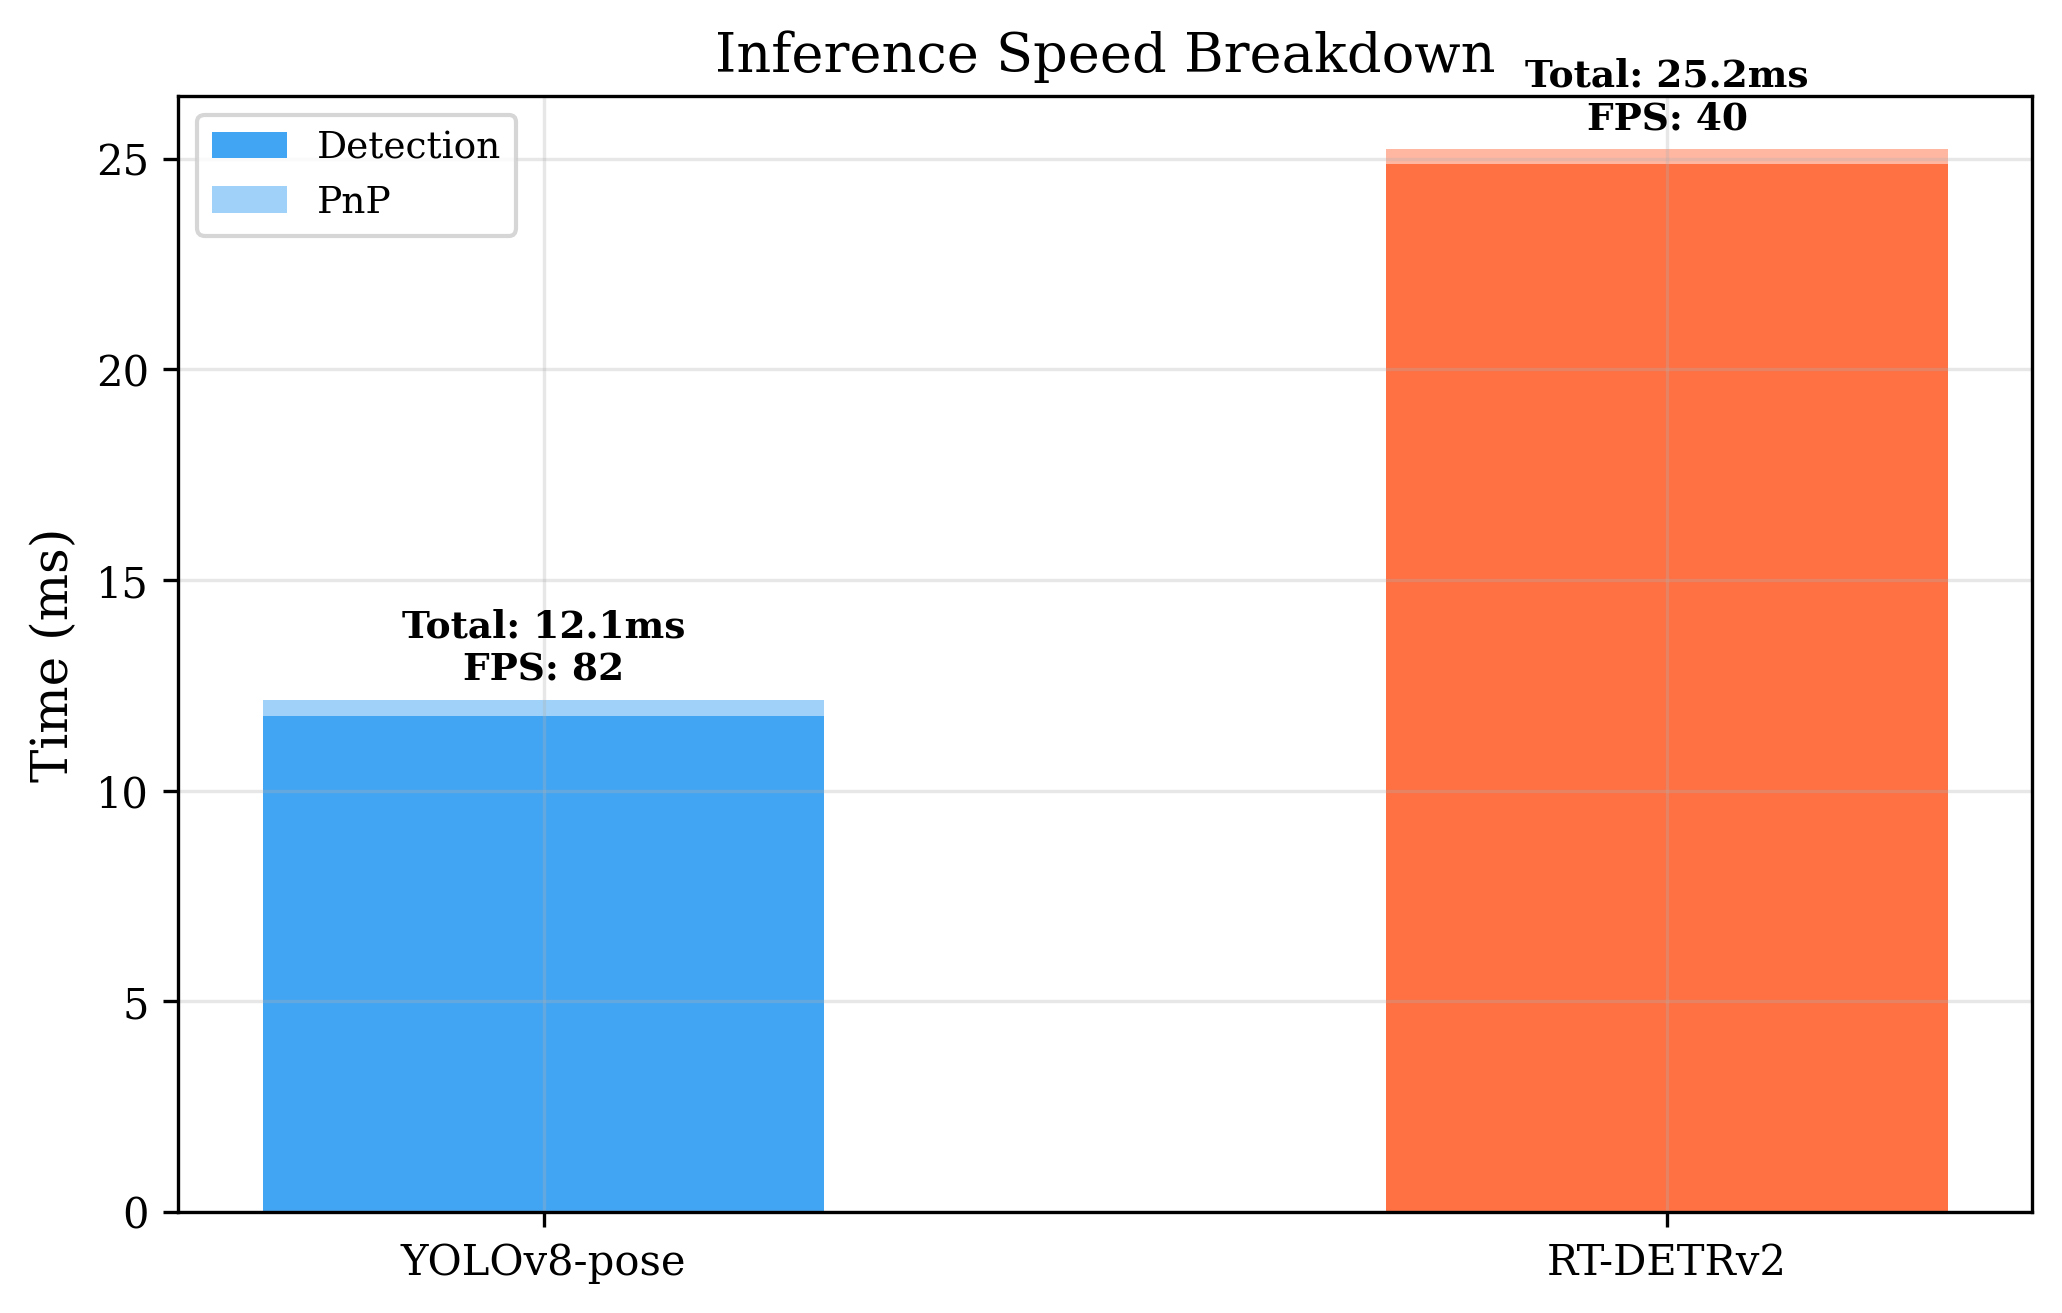 Inference Speed Breakdown
Total: 25.2ms
FPS: 40
Detection
PnP
25
20
15
10
5
0
Time (ms)
Total: 12.1ms
FPS: 82
YOLOv8-pose
RT-DETRv2